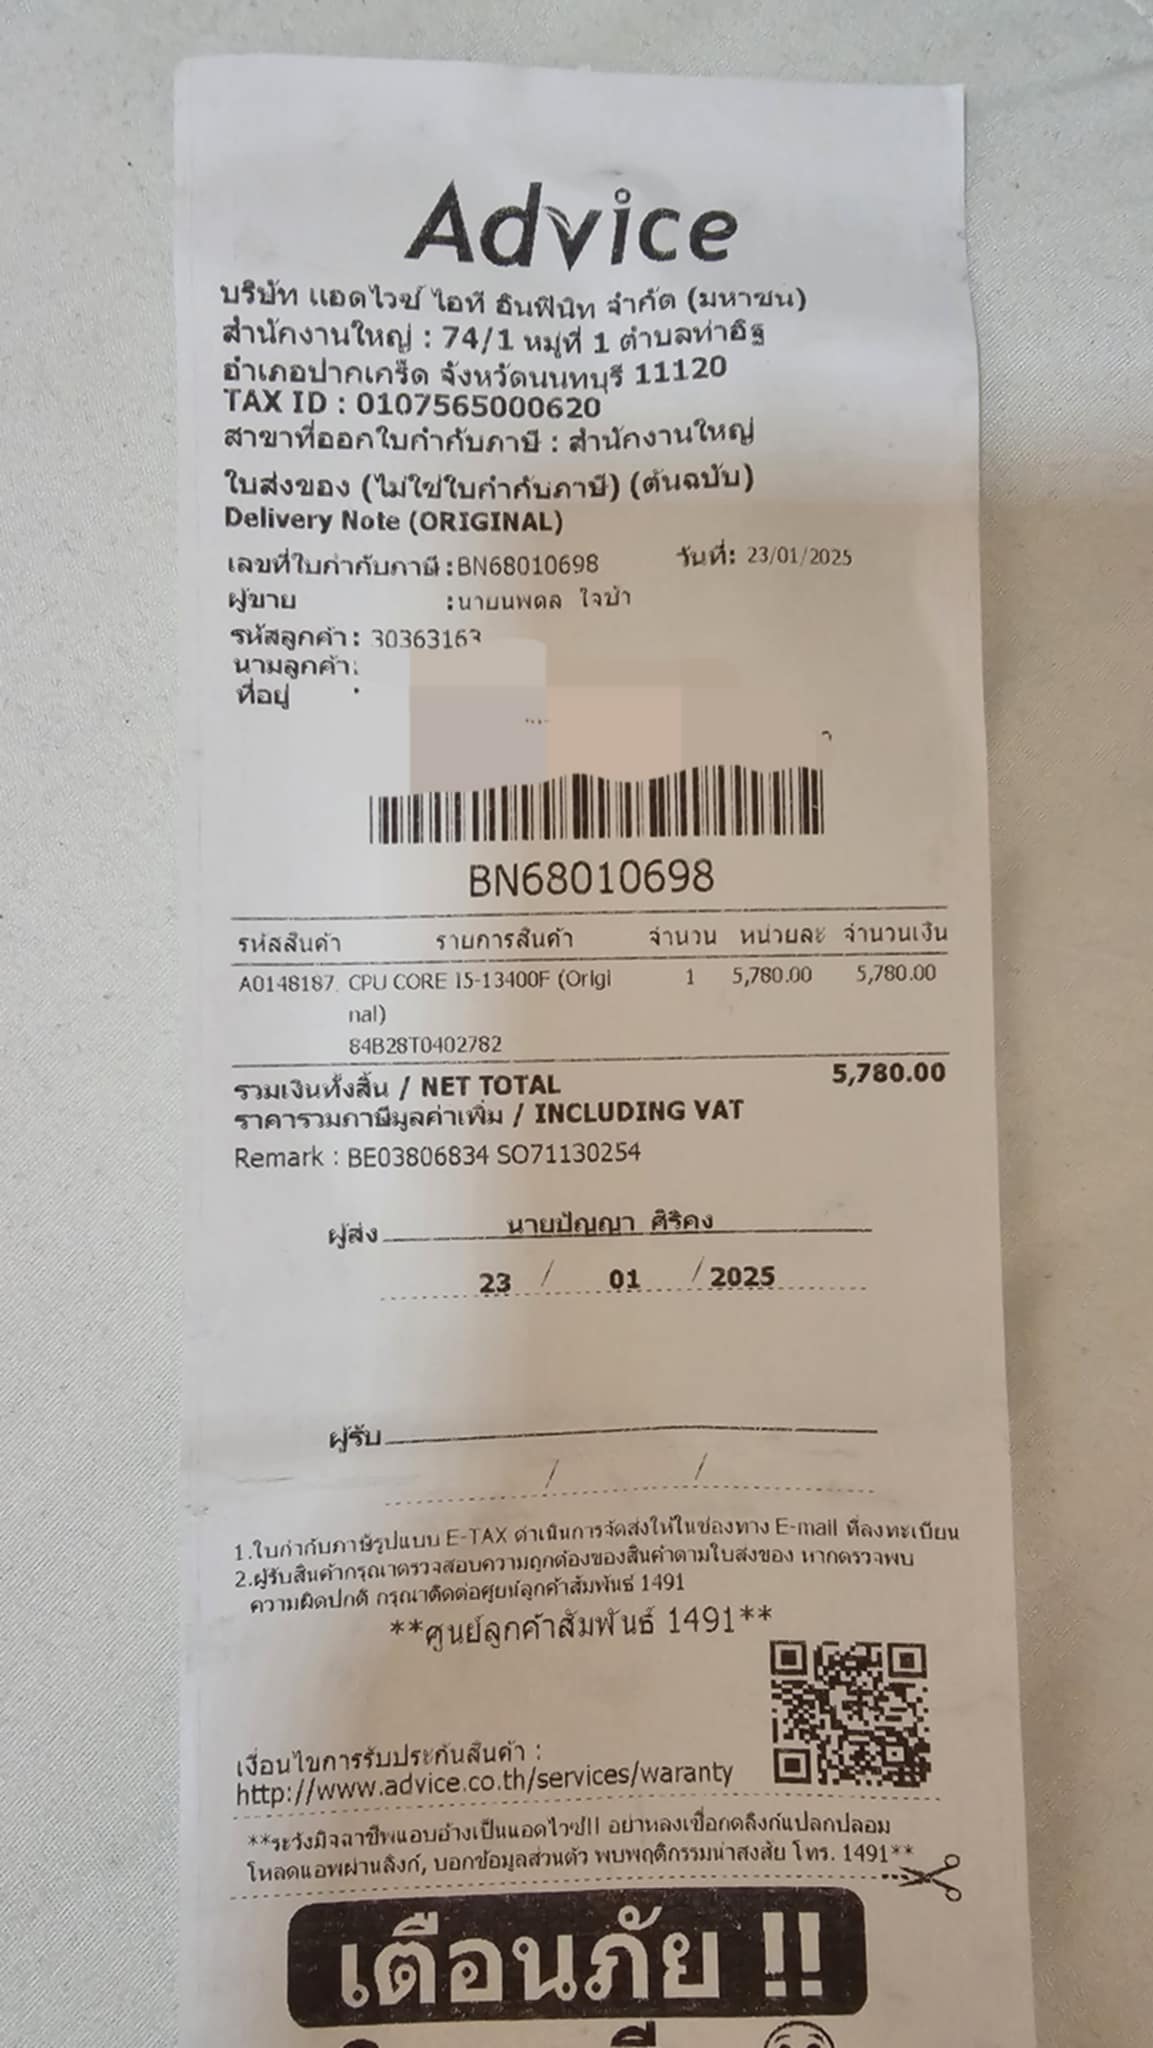 Advice
บริษัท แอดไวซ์ ไอที อินฟินิท จำกัด (มหาชน)
สำนักงานใหญ่ : 74/1 หมู่ที่ 1 ตำบลท่าอิฐ
อำเภอปากเกร็ด จังหวัดนนทบุรี 11120
TAX ID : 0107565000620
สาขาที่ออกใบกำกับภาษี : สำนักงานใหญ่
ใบส่งของ (ไม่ใช่ใบกำกับภาษี) (ต้นฉบับ)
Delivery Note (ORIGINAL)
เลขที่ใบกำกับภาษี :BN68010698 วันที่: 23/01/2025
ผู้ขาย :นายนพดล ใจบ้า
รหัสลูกค้า: 30363163
นามลูกค้า:
ที่อยู่ :
BN68010698
รหัสสินค้า รายการสินค้า จำนวน หน่วยละ จำนวนเงิน
A0148187 CPU CORE I5-13400F (Origi 1 5,780.00 5,780.00
nal)
84B28T0402782
รวมเงินทั้งสิ้น / NET TOTAL 5,780.00
ราคารวมภาษีมูลค่าเพิ่ม / INCLUDING VAT
Remark : BE03806834 SO71130254
ผู้ส่ง นายปัญญา ศิริคง
23 / 01 / 2025
ผู้รับ
/ /
1.ใบกำกับภาษีรูปแบบ E-TAX ดำเนินการจัดส่งให้ในช่องทาง E-mail ที่ลงทะเบียน
2.ผู้รับสินค้ากรุณาตรวจสอบความถูกต้องของสินค้าตามใบส่งของ หากตรวจพบ
ความผิดปกติ กรุณาติดต่อศูนย์ลูกค้าสัมพันธ์ 1491
**ศูนย์ลูกค้าสัมพันธ์ 1491**
เงื่อนไขการรับประกันสินค้า :
http://www.advice.co.th/services/waranty
**ระวังมิจฉาชีพแอบอ้างเป็นแอดไวซ์!! อย่าหลงเชื่อกดลิงก์แปลกปลอม
โหลดแอพผ่านลิงก์, บอกข้อมูลส่วนตัว พบพฤติกรรมน่าสงสัย โทร. 1491**
เตือนภัย !!